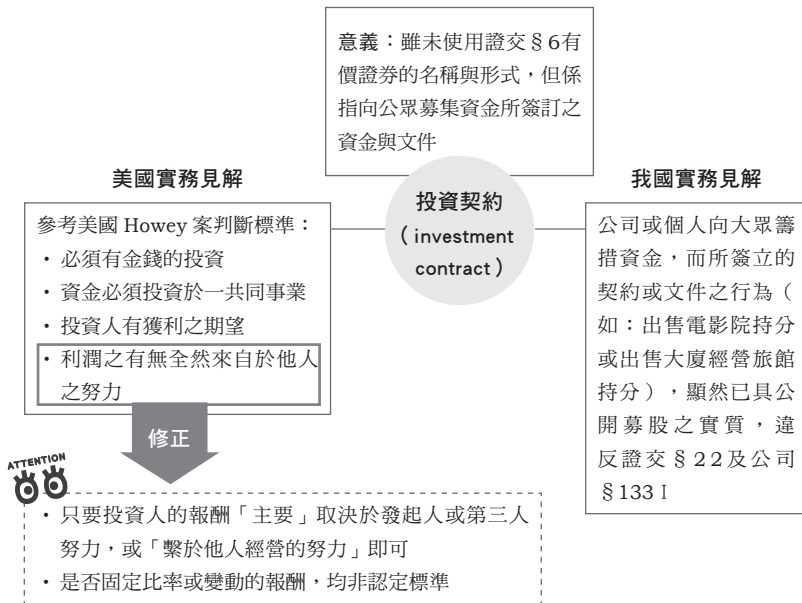 意義：雖未使用證交§6有
價證券的名稱與形式，但係
指向公眾募集資金所簽訂之
資金與文件
投資契約
（investment
contract）
美國實務見解
參考美國 Howey 案判斷標準：
・必須有金錢的投資
・資金必須投資於一共同事業
・投資人有獲利之期望
・利潤之有無全然來自於他人
之努力
修正
ATTENTION
・只要投資人的報酬「主要」取決於發起人或第三人
努力，或「繫於他人經營的努力」即可
・是否固定比率或變動的報酬，均非認定標準
我國實務見解
公司或個人向大眾籌
措資金，而所簽立的
契約或文件之行為（
如：出售電影院持分
或出售大廈經營旅館
持分），顯然已具公
開募股之實質，違
反證交§22及公司
§133 I